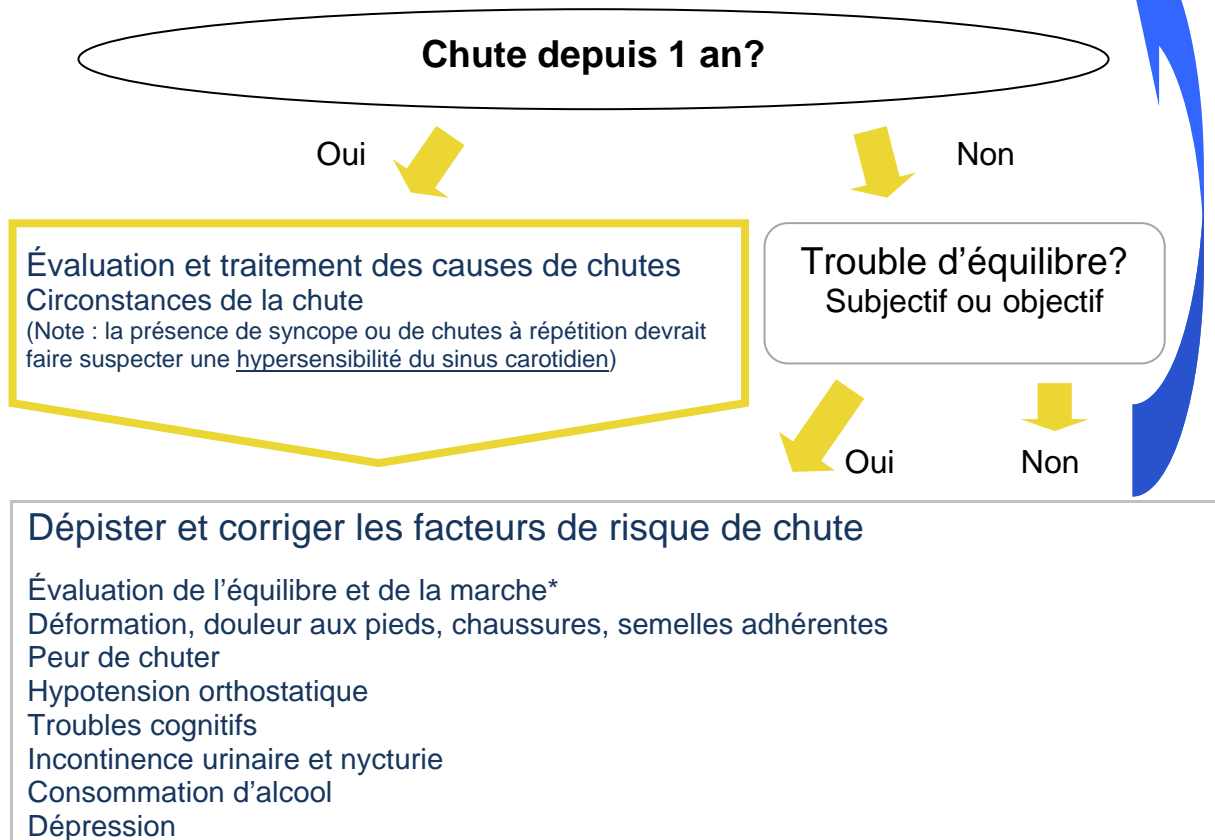 Chute depuis 1 an?
Oui
Non
Évaluation et traitement des causes de chutes
Circonstances de la chute
(Note : la présence de syncope ou de chutes à répétition devrait
faire suspecter une hypersensibilité du sinus carotidien)
Trouble d’équilibre?
Subjectif ou objectif
Oui
Non
Dépister et corriger les facteurs de risque de chute
Évaluation de l’équilibre et de la marche*
Déformation, douleur aux pieds, chaussures, semelles adhérentes
Peur de chuter
Hypotension orthostatique
Troubles cognitifs
Incontinence urinaire et nycturie
Consommation d’alcool
Dépression